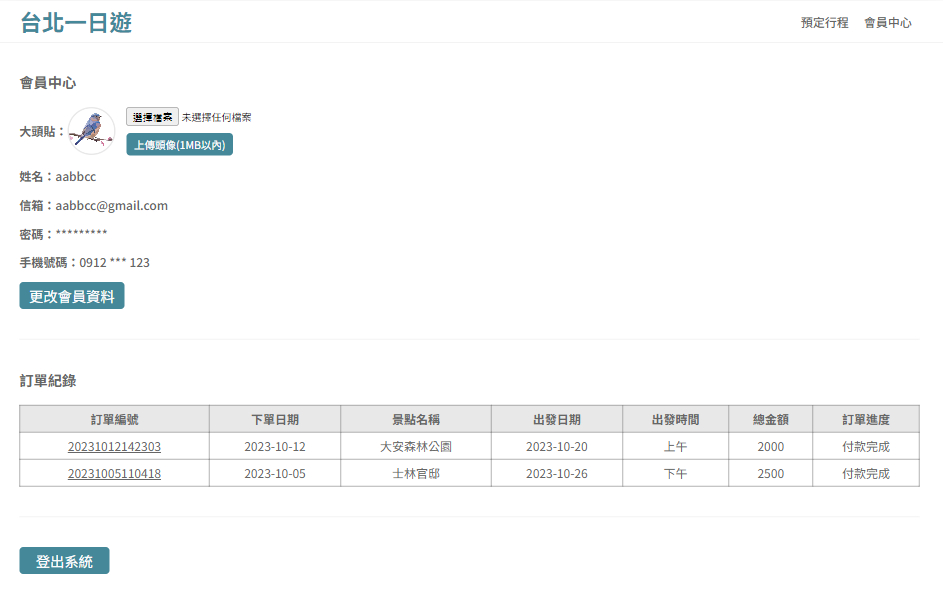 台北一日遊 預定行程 會員中心
會員中心
大頭貼： 選擇檔案 未選擇任何檔案
上傳頭像(1MB以內)
姓名：aabbcc
信箱：aabbcc@gmail.com
密碼：*********
手機號碼：0912 *** 123
更改會員資料
訂單紀錄
訂單編號 下單日期 景點名稱 出發日期 出發時間 總金額 訂單進度
20231012142303 2023-10-12 大安森林公園 2023-10-20 上午 2000 付款完成
20231005110418 2023-10-05 士林官邸 2023-10-26 下午 2500 付款完成
登出系統